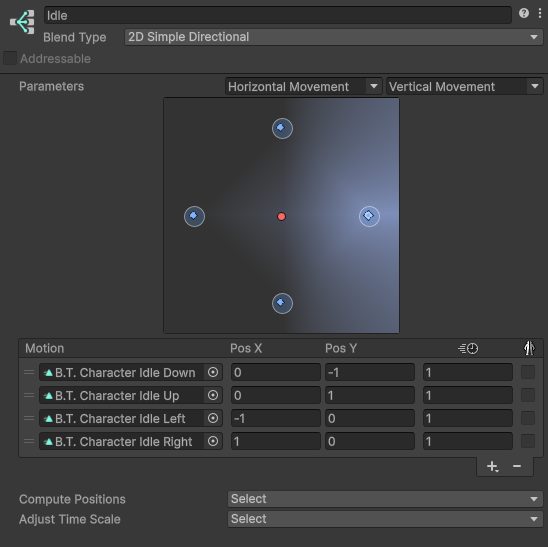 Idle
Blend Type 2D Simple Directional
Addressable
Parameters Horizontal Movement Vertical Movement
Motion Pos X Pos Y
B.T. Character Idle Down 0 -1 1
B.T. Character Idle Up 0 1 1
B.T. Character Idle Left -1 0 1
B.T. Character Idle Right 1 0 1
Compute Positions Select
Adjust Time Scale Select